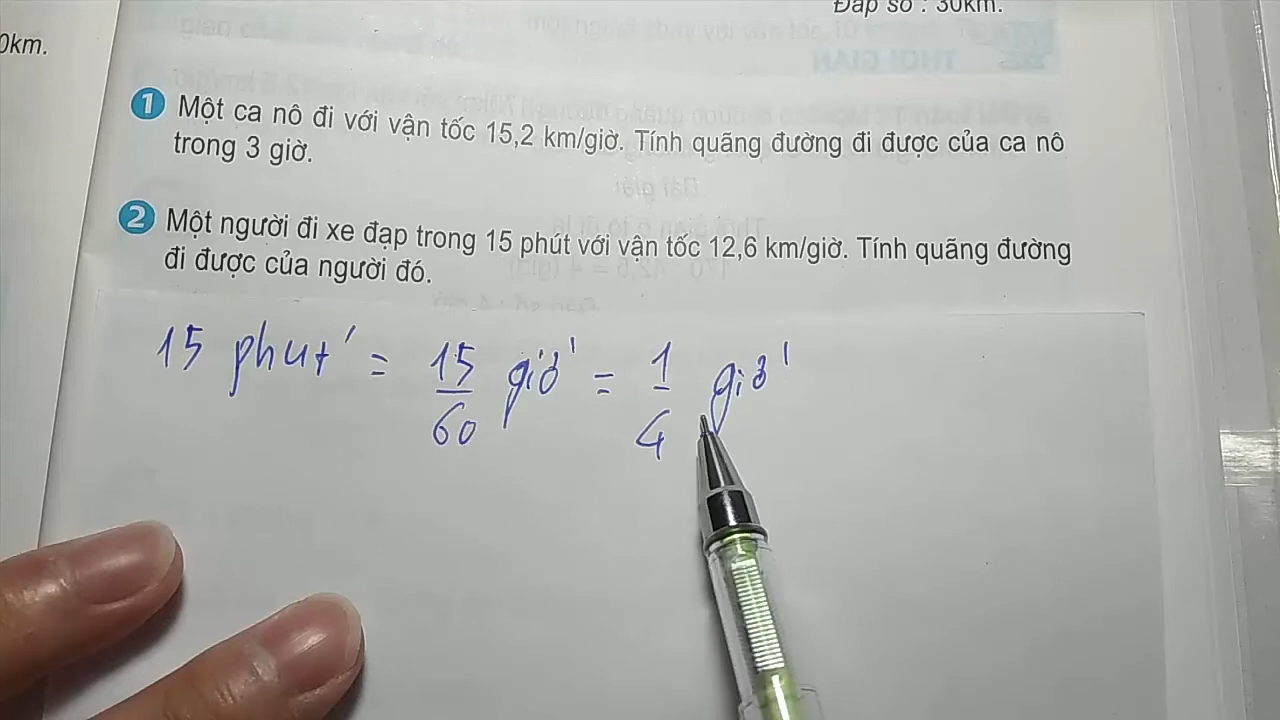 Đáp số : 30km.
0km.
1 Một ca nô đi với vận tốc 15,2 km/giờ. Tính quãng đường đi được của ca nô
trong 3 giờ.
2 Một người đi xe đạp trong 15 phút với vận tốc 12,6 km/giờ. Tính quãng đường
đi được của người đó.
15 phút = 15/60 giờ = 1/4 giờ